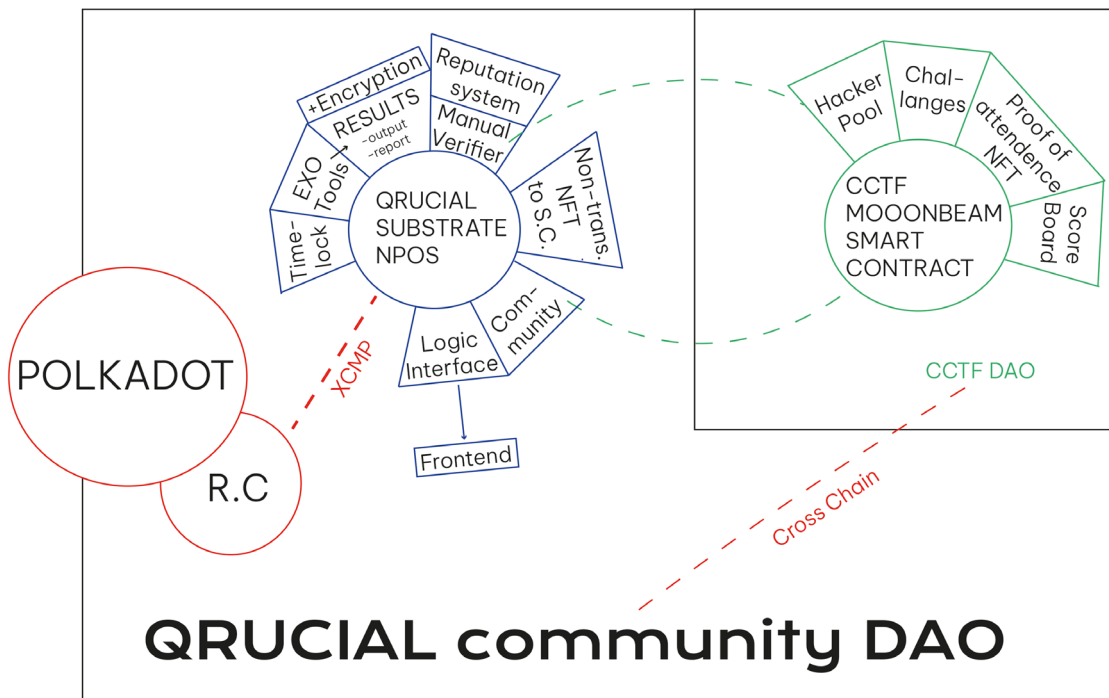 +Encryption
RESULTS
-output
-report
Reputation
system
Manual
Verifier
EXO
Tools
Time-
lock
QRUCIAL
SUBSTRATE
NPOS
Non-trans.
NFT
to S.C.
Com-
munity
Logic
Interface
Frontend
Hacker
Pool
Chal-
langes
Proof of
attendence
NFT
Score
Board
CCTF
MOOONBEAM
SMART
CONTRACT
CCTF DAO
POLKADOT
R.C
XCMP
Cross Chain
QRUCIAL community DAO